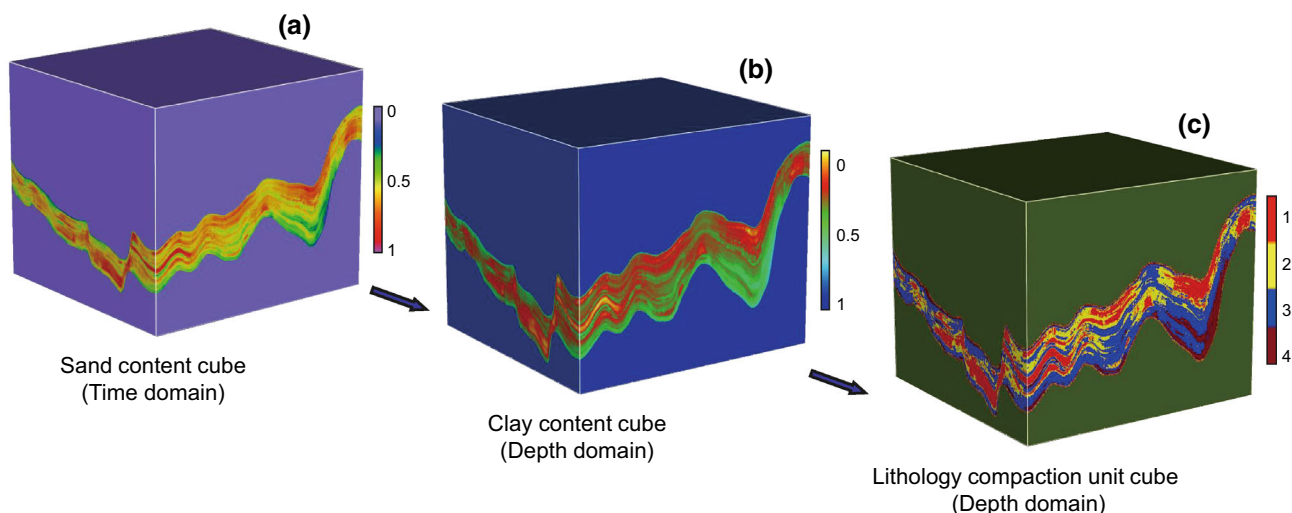 (a)
0
0.5
1
Sand content cube
(Time domain)
(b)
0
0.5
1
Clay content cube
(Depth domain)
(c)
1
2
3
4
Lithology compaction unit cube
(Depth domain)